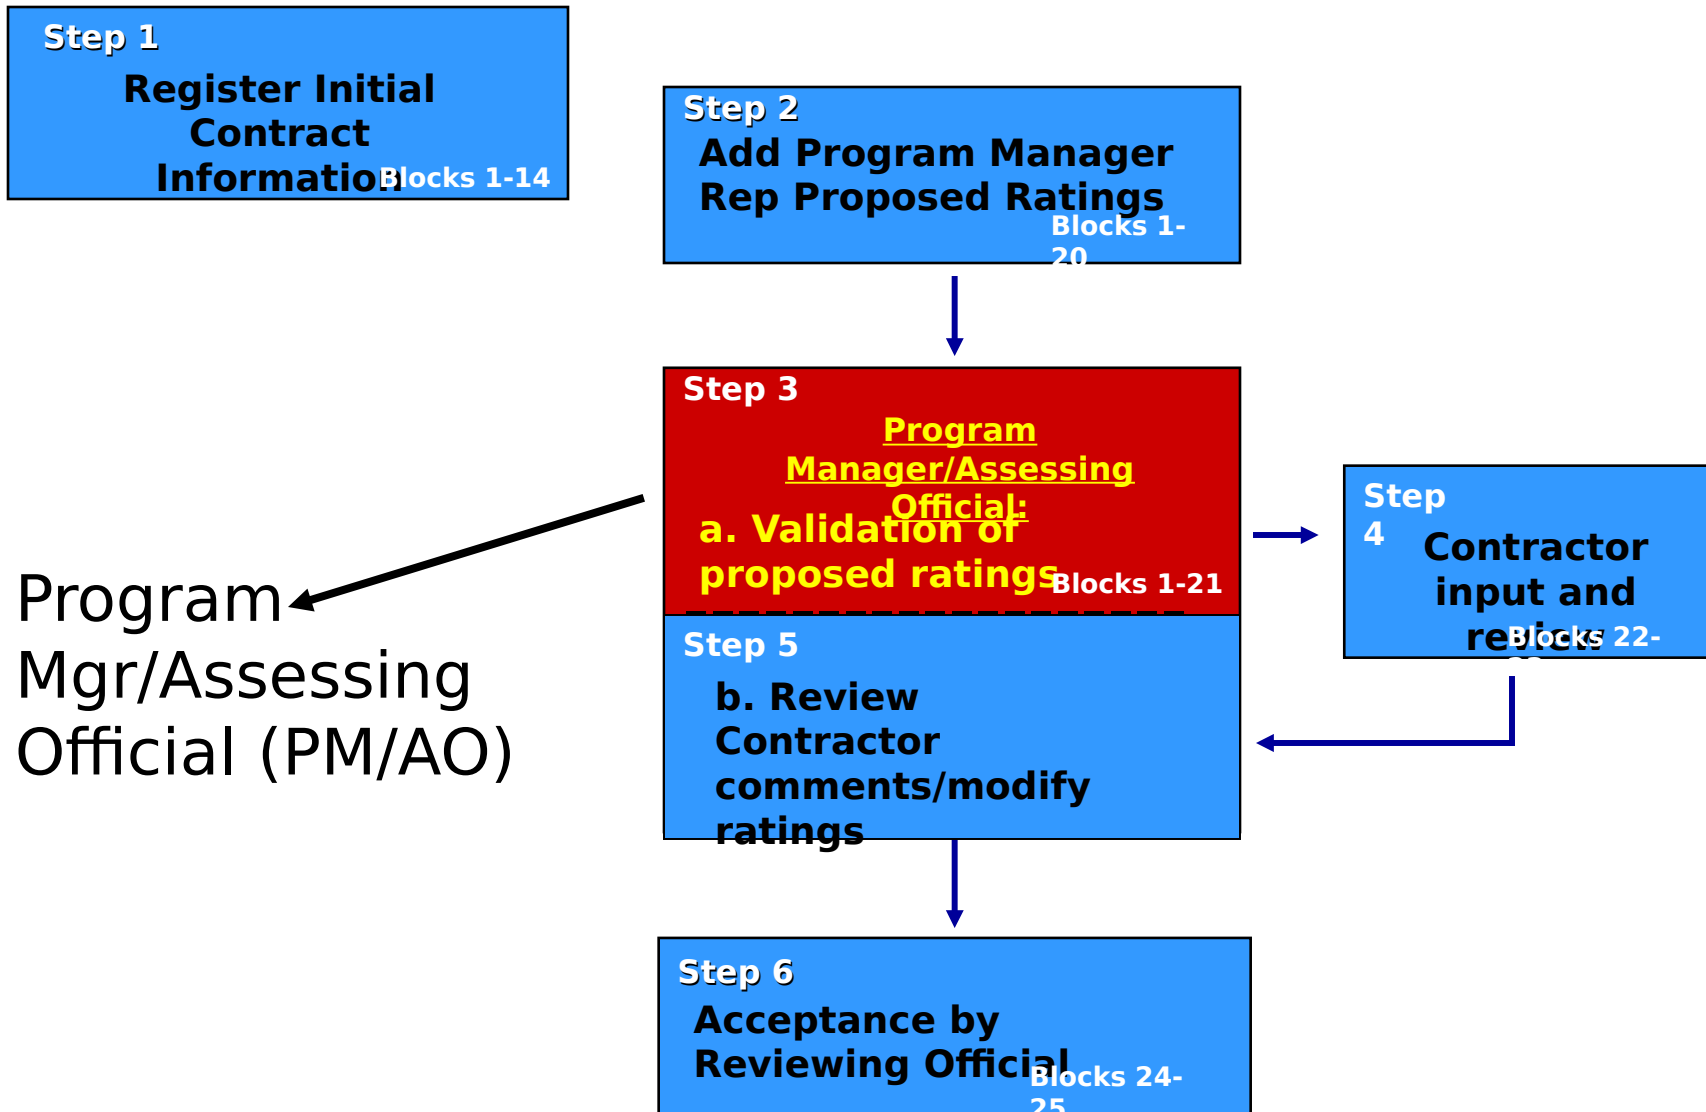 Step 1
Register Initial
Contract
Information
Blocks 1-14
Step 2
Add Program Manager
Rep Proposed Ratings
Blocks 1-
20
Step 3
Program
Manager/Assessing
Official:
a. Validation of
proposed ratings
Blocks 1-21
Step
4
Contractor
input and
review
Blocks 22-
Program
Mgr/Assessing
Official (PM/AO)
Step 5
b. Review
Contractor
comments/modify
ratings
Step 6
Acceptance by
Reviewing Official
Blocks 24-
25